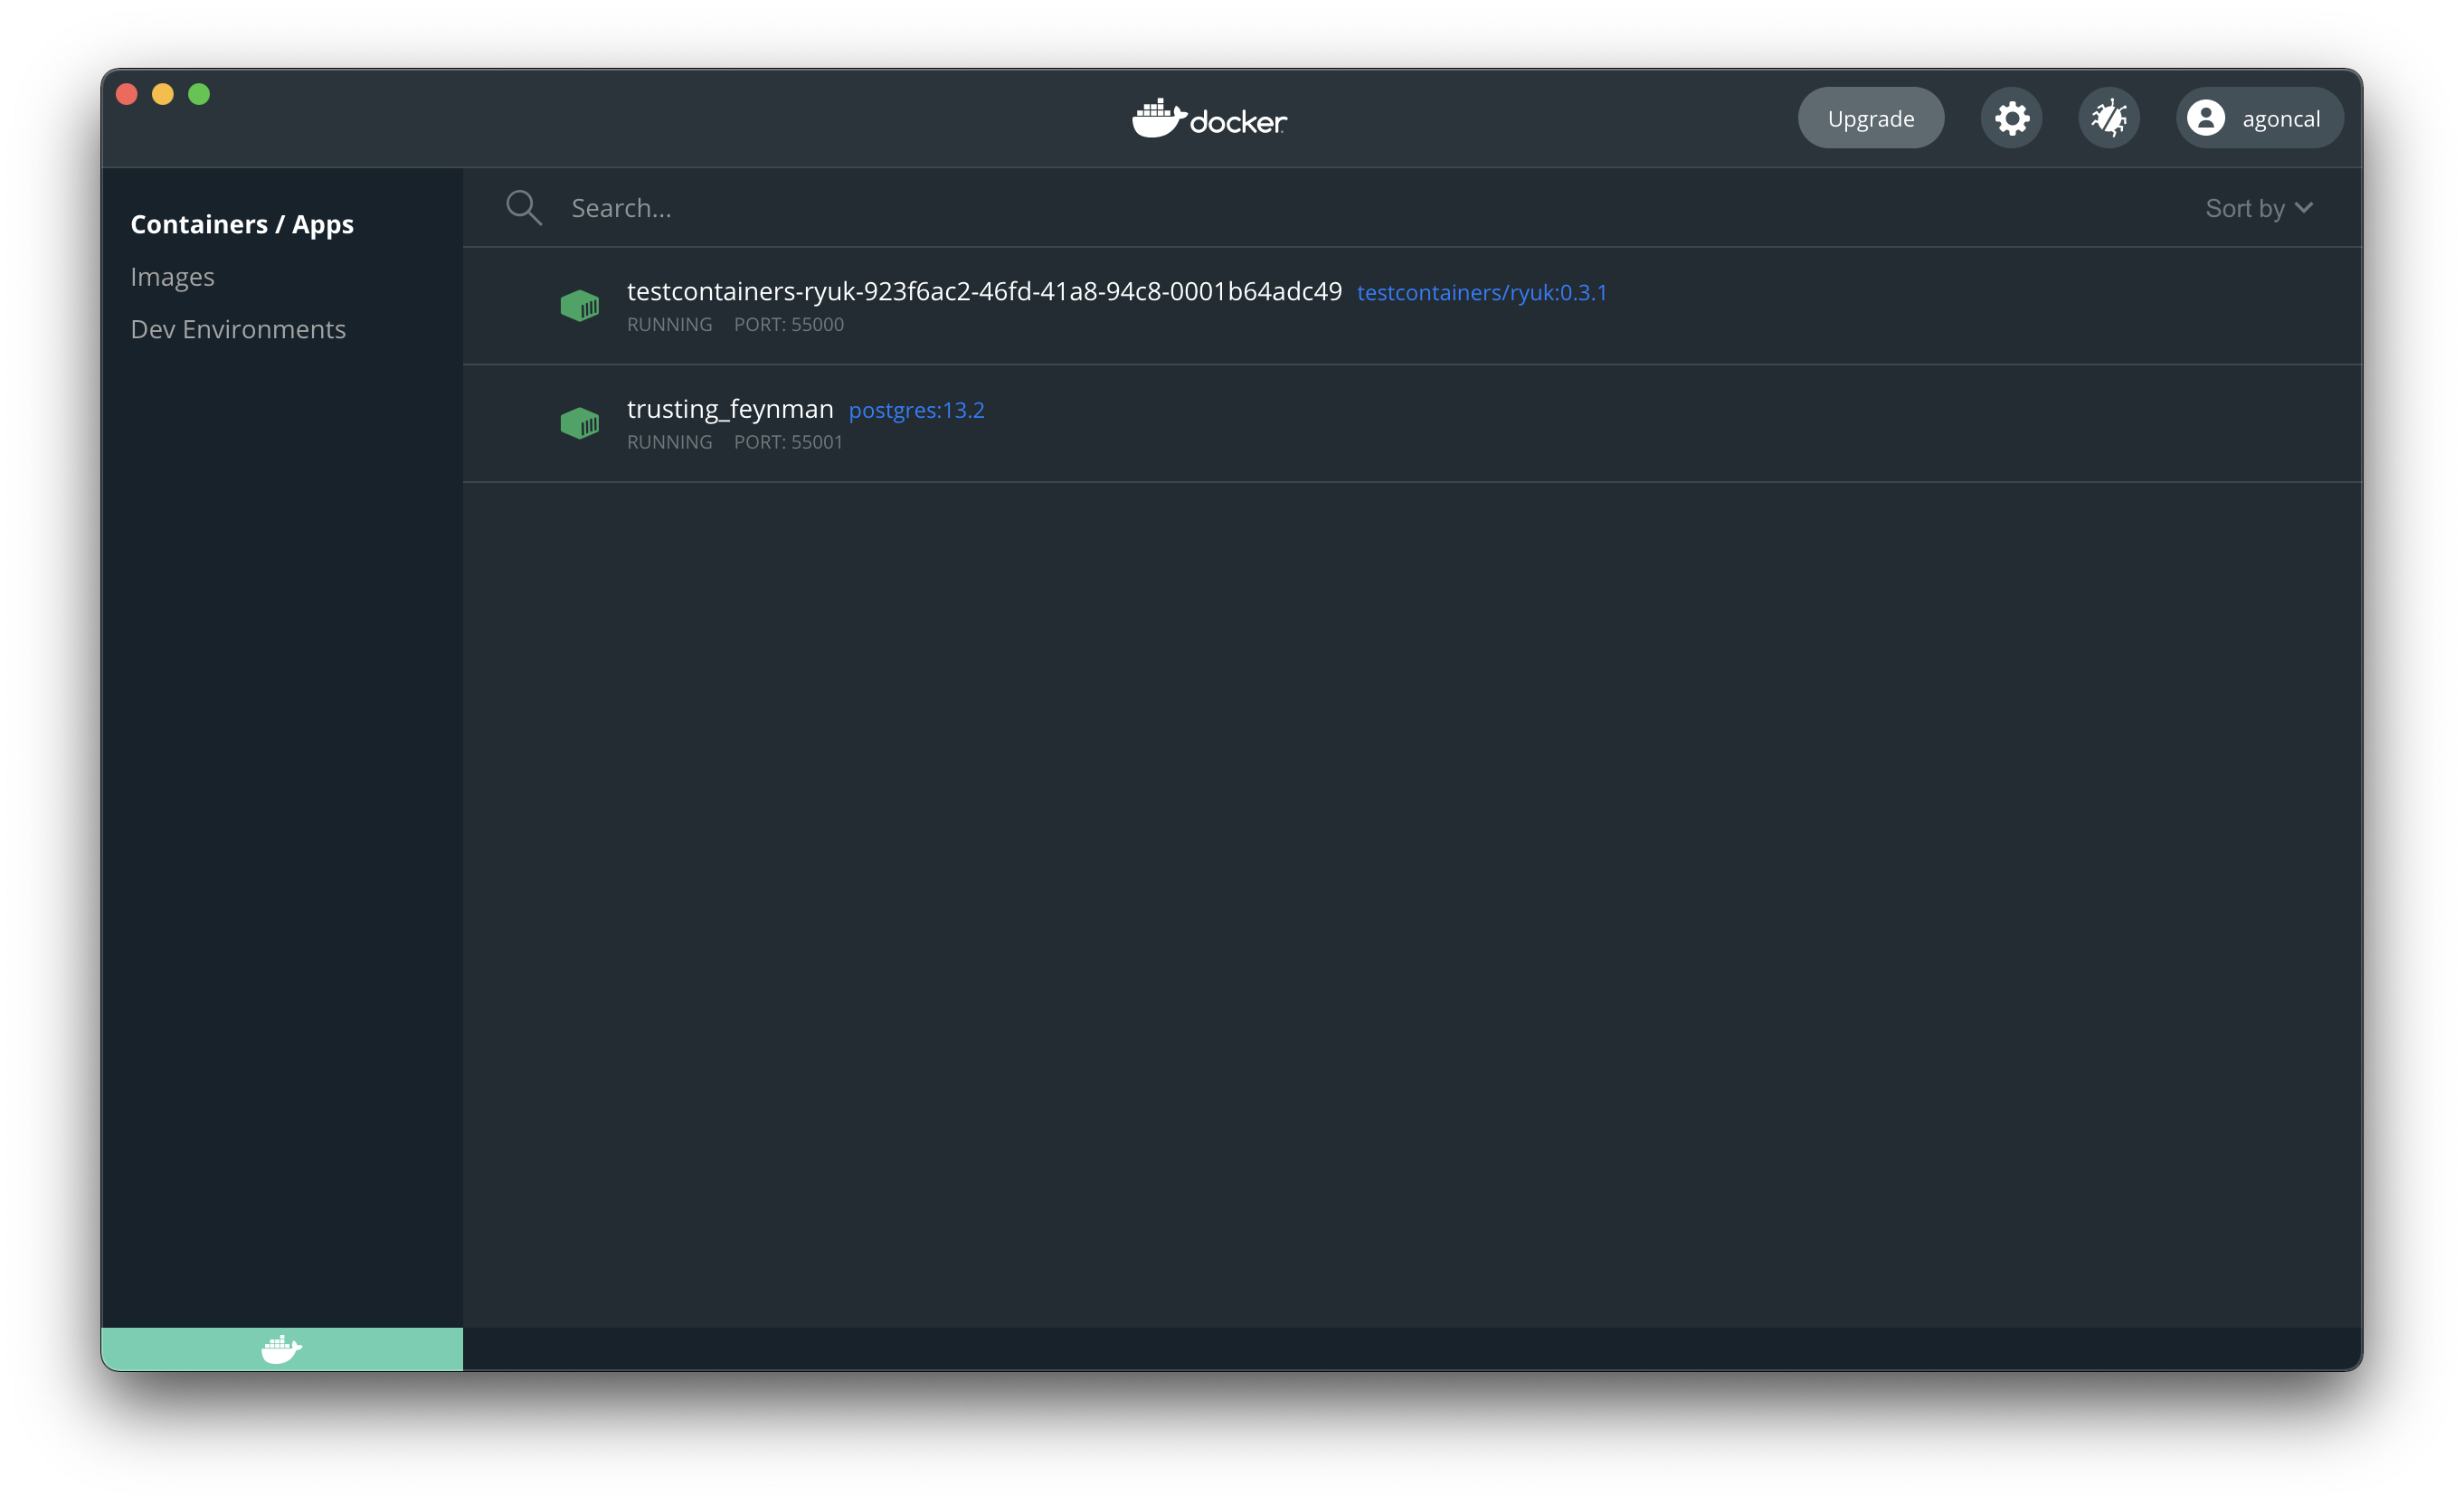 docker
Upgrade
agoncal
Containers / Apps
Images
Dev Environments
Search...
Sort by
testcontainers-ryuk-923f6ac2-46fd-41a8-94c8-0001b64adc49 testcontainers/ryuk:0.3.1
RUNNING PORT: 55000
trusting_feynman postgres:13.2
RUNNING PORT: 55001